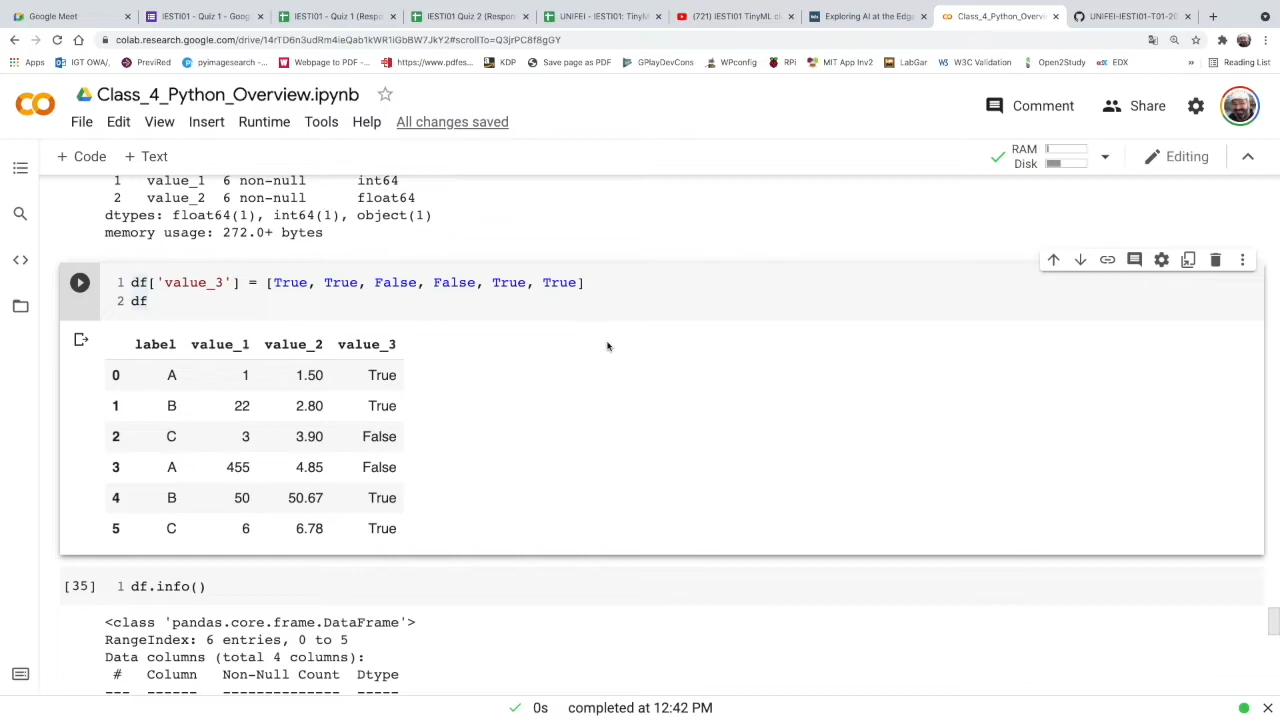 Google Meet
IESTI01 - Quiz 1 - Goog
IESTI01 - Quiz 1 (Respo
IESTI01 Quiz 2 (Respon
UNIFEI - IESTI01: TinyM
(721) IESTI01 TinyML cl
Exploring AI at the Edge
Class_4_Python_Overvi
UNIFEI-IESTI01-T01-20
colab.research.google.com/drive/14rTD6n3udRm4ieQab1kWR1iGbBW7JkY2#scrollTo=Q3jrPC8f8gGY
Apps
IGT OWA/,
PreviRed
pyimagesearch -...
Webpage to PDF -...
https://www.pdfes...
KDP
Save page as PDF
GPlayDevCons
WPconfig
RPi
MIT App Inv2
LabGar
W3C Validation
Open2Study
EDX
»
Reading List
CO
Class_4_Python_Overview.ipynb
Comment
Share
File Edit View Insert Runtime Tools Help All changes saved
+ Code + Text
RAM
Disk
Editing
1 value_1 6 non-null int64
2 value_2 6 non-null float64
dtypes: float64(1), int64(1), object(1)
memory usage: 272.0+ bytes
1 df['value_3'] = [True, True, False, False, True, True]
2 df
label value_1 value_2 value_3
0 A 1 1.50 True
1 B 22 2.80 True
2 C 3 3.90 False
3 A 455 4.85 False
4 B 50 50.67 True
5 C 6 6.78 True
[35] 1 df.info()
<class 'pandas.core.frame.DataFrame'>
RangeIndex: 6 entries, 0 to 5
Data columns (total 4 columns):
# Column Non-Null Count Dtype
--- ------ -------------- -----
0s completed at 12:42 PM